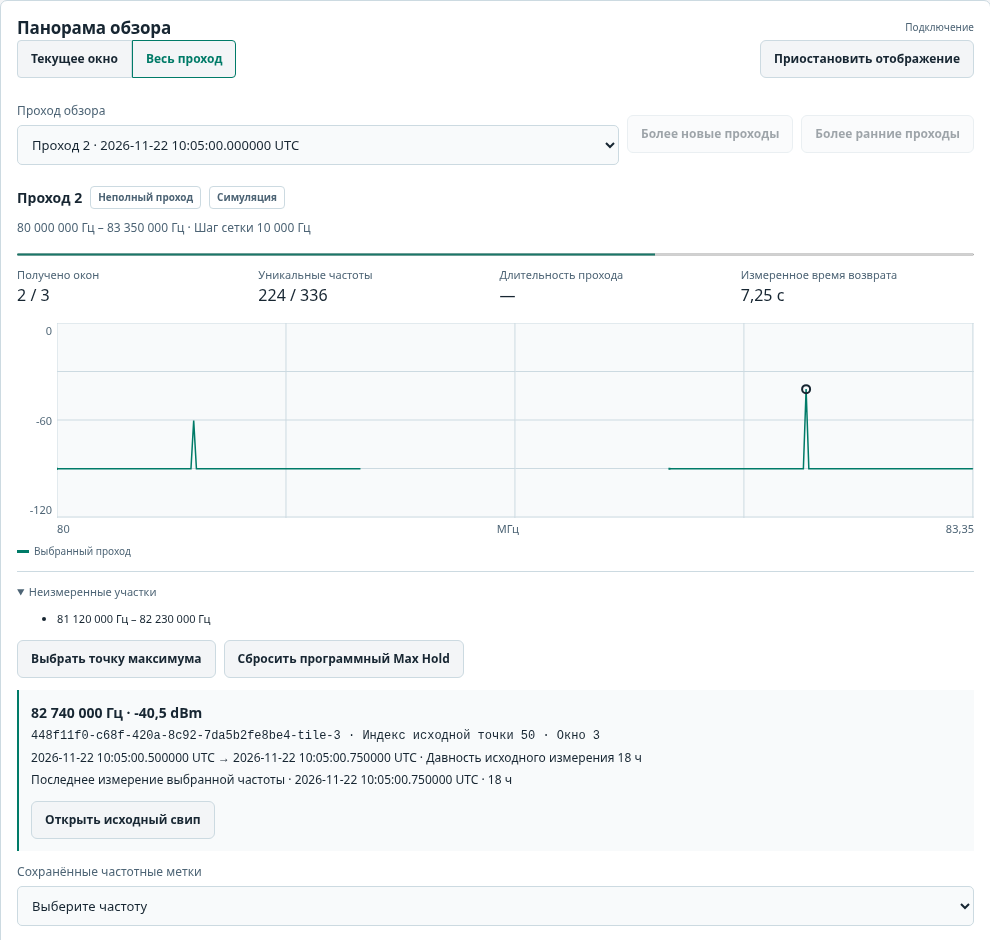 Панорама обзора
Подключение
Текущее окно
Весь проход
Приостановить отображение
Проход обзора
Проход 2 · 2026-11-22 10:05:00.000000 UTC
Более новые проходы
Более ранние проходы
Проход 2
Неполный проход
Симуляция
80 000 000 Гц – 83 350 000 Гц · Шаг сетки 10 000 Гц
Получено окон
Уникальные частоты
Длительность прохода
Измеренное время возврата
2 / 3
224 / 336
—
7,25 с
0
-60
-120
80
МГц
83,35
Выбранный проход
▼ Неизмеренные участки
• 81 120 000 Гц – 82 230 000 Гц
Выбрать точку максимума
Сбросить программный Max Hold
82 740 000 Гц · -40,5 dBm
448f11f0-c68f-420a-8c92-7da5b2fe8be4-tile-3 · Индекс исходной точки 50 · Окно 3
2026-11-22 10:05:00.500000 UTC → 2026-11-22 10:05:00.750000 UTC · Давность исходного измерения 18 ч
Последнее измерение выбранной частоты · 2026-11-22 10:05:00.750000 UTC · 18 ч
Открыть исходный свип
Сохранённые частотные метки
Выберите частоту